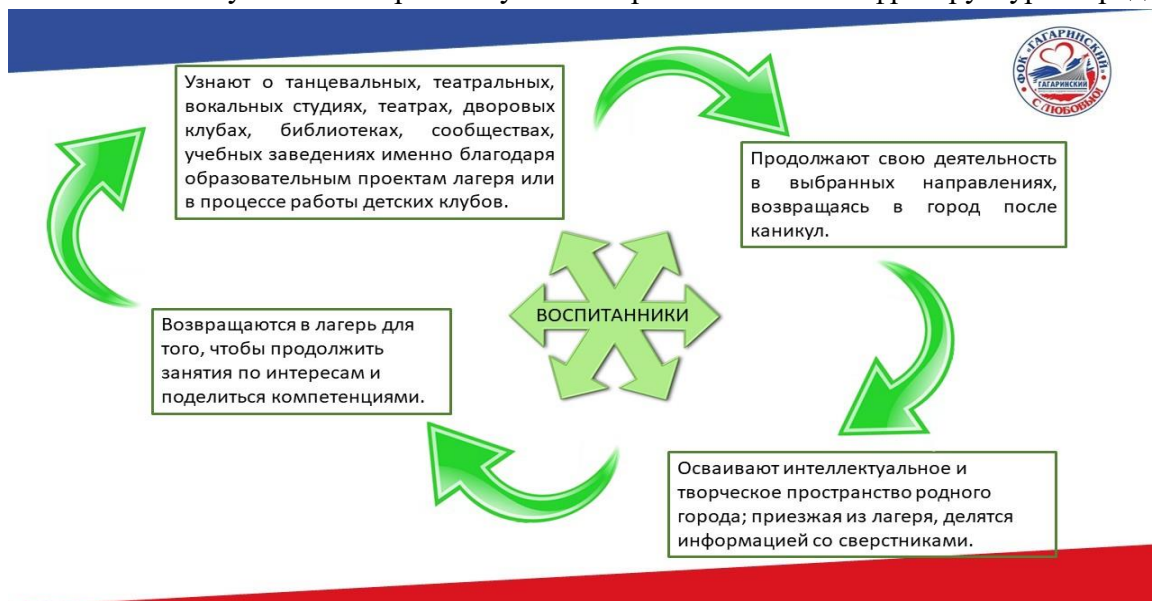 Узнают о танцевальных, театральных,
вокальных студиях, театрах, дворовых
клубах, библиотеках, сообществах,
учебных заведениях именно благодаря
образовательным проектам лагеря или
в процессе работы детских клубов.
ФОК «ГАГАРИНСКИЙ»
ГАГАРИНСКИЙ
С ЛЮБОВЬЮ!
Продолжают свою деятельность
в выбранных направлениях,
возвращаясь в город после
каникул.
ВОСПИТАННИКИ
Возвращаются в лагерь для
того, чтобы продолжить
занятия по интересам и
поделиться компетенциями.
Осваивают интеллектуальное и
творческое пространство родного
города; приезжая из лагеря, делятся
информацией со сверстниками.